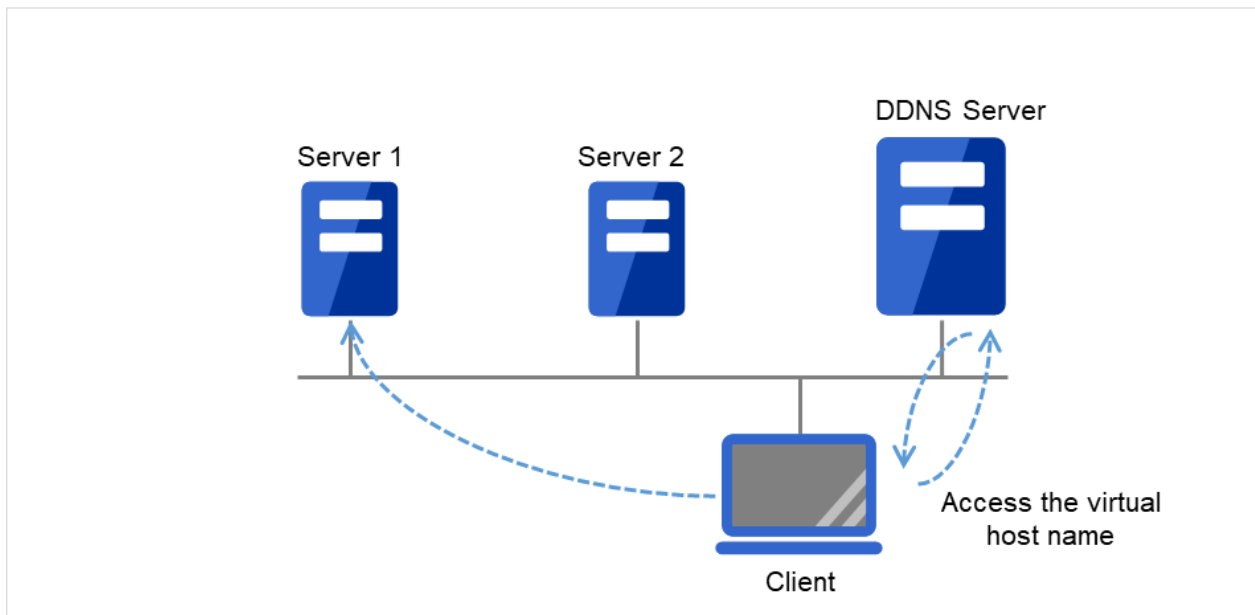 DDNS Server
Server 1
Server 2
Access the virtual
host name
Client